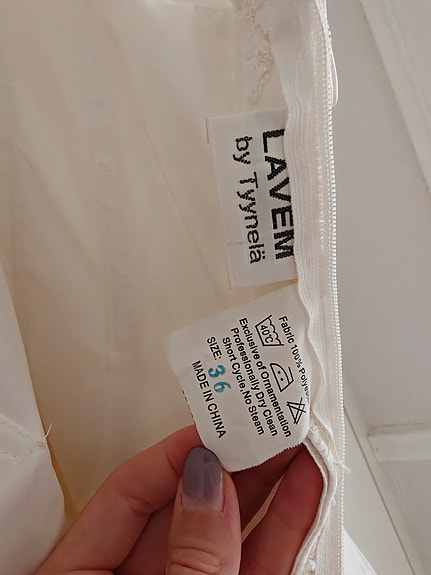 LAVEM
by Tyynelä
Fabric 100% Polyes
40°C
Exclusive of Ornamentation
Professionally Dry Clean
Short Cycle,No Steam
SIZE: 36
MADE IN CHINA